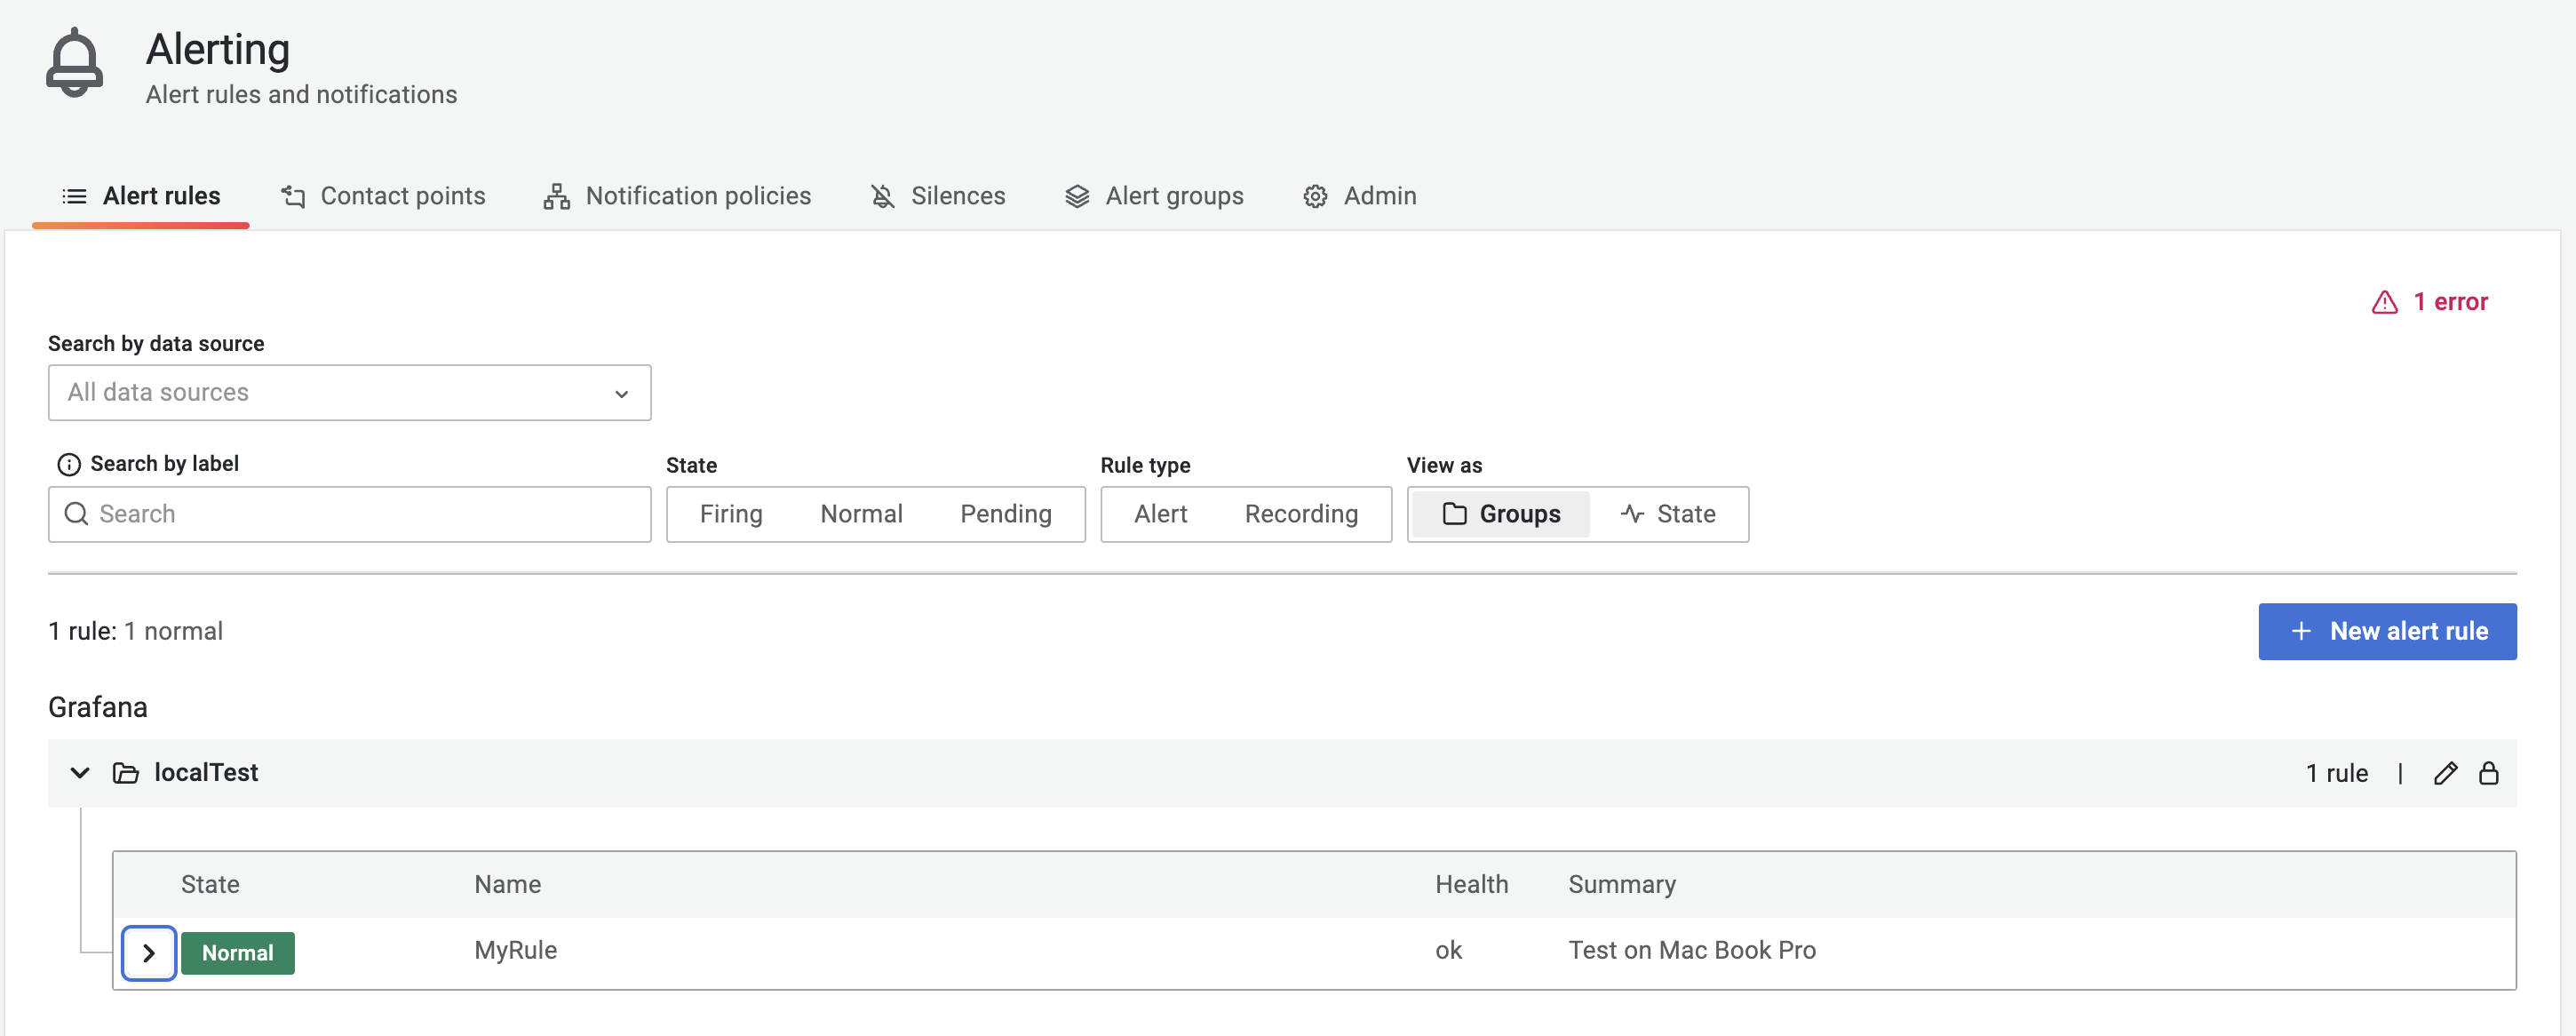 Alerting
Alert rules and notifications
Alert rules Contact points Notification policies Silences Alert groups Admin
1 error
Search by data source
All data sources
Search by label State Rule type View as
Search Firing Normal Pending Alert Recording Groups State
1 rule: 1 normal New alert rule
Grafana
localTest 1 rule |
State Name Health Summary
Normal MyRule ok Test on Mac Book Pro